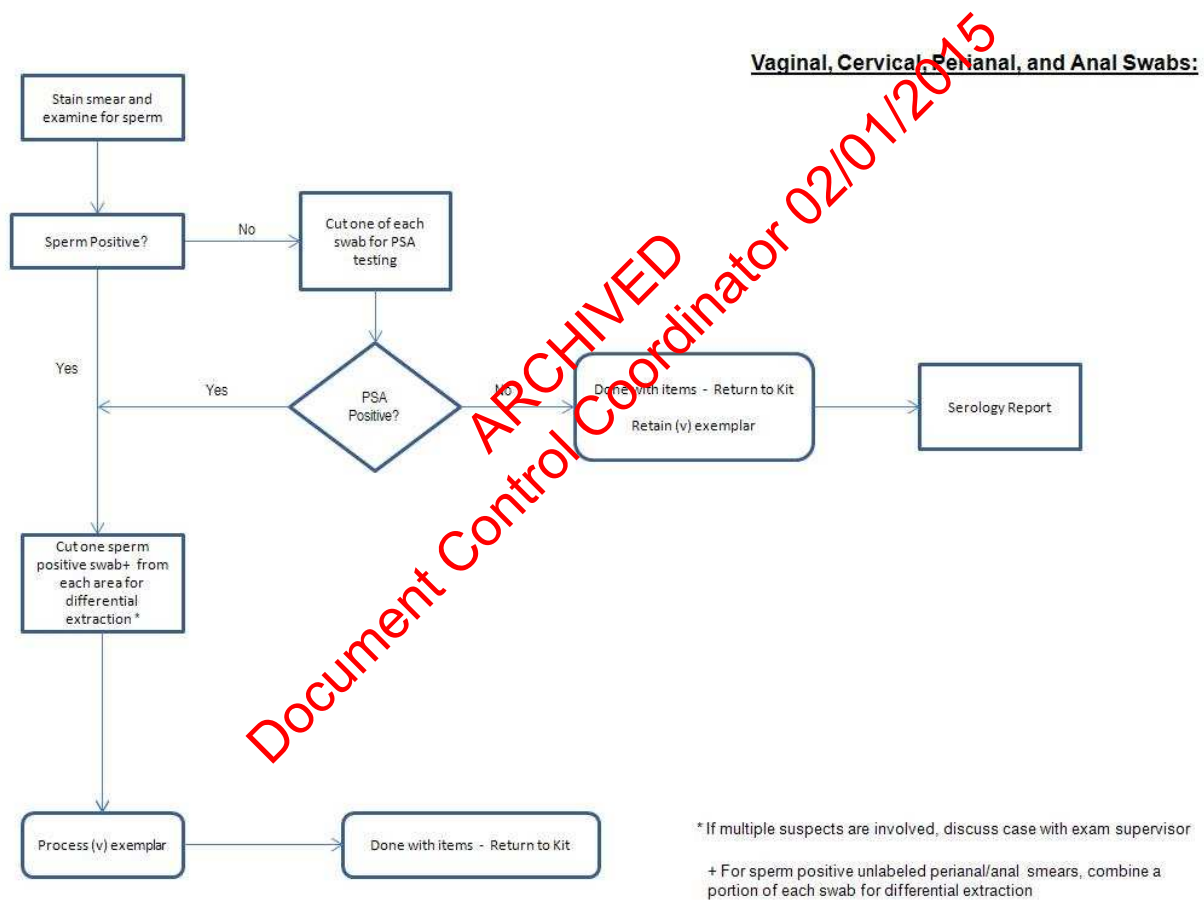 Vaginal, Cervical, Perianal, and Anal Swabs:
Stain smear and
examine for sperm
Sperm Positive?
No
Cut one of each
swab for PSA
testing
Yes
Yes
PSA
Positive?
No
Done with items - Return to Kit
Retain (v) exemplar
Serology Report
Cut one sperm
positive swab+ from
each area for
differential
extraction *
Process (v) exemplar
Done with items - Return to Kit
* If multiple suspects are involved, discuss case with exam supervisor
+ For sperm positive unlabeled perianal/anal smears, combine a
portion of each swab for differential extraction
ARCHIVED
Document Control Coordinator 02/01/2015